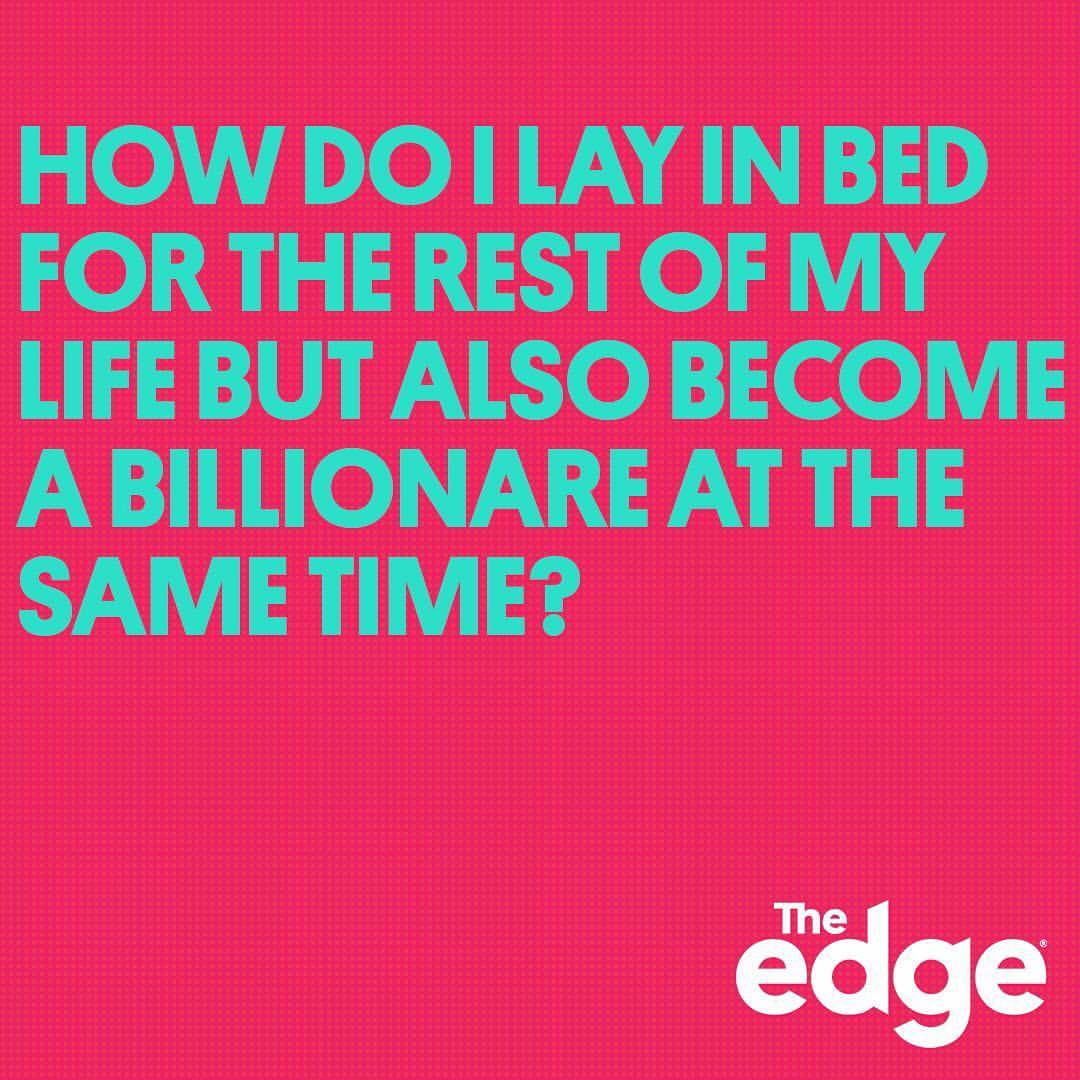 HOW DO I LAY IN BED
FOR THE REST OF MY
LIFE BUT ALSO BECOME
A BILLIONARE AT THE
SAME TIME?
The
edge®